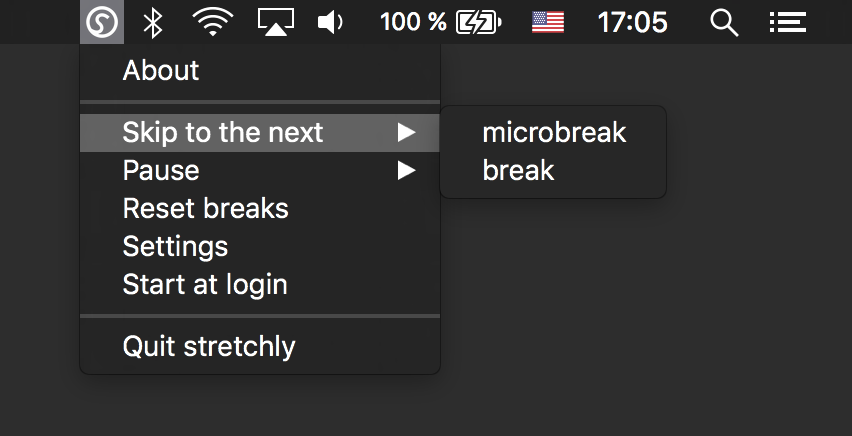 100 % 17:05
About
Skip to the next
microbreak
Pause
break
Reset breaks
Settings
Start at login
Quit stretchly